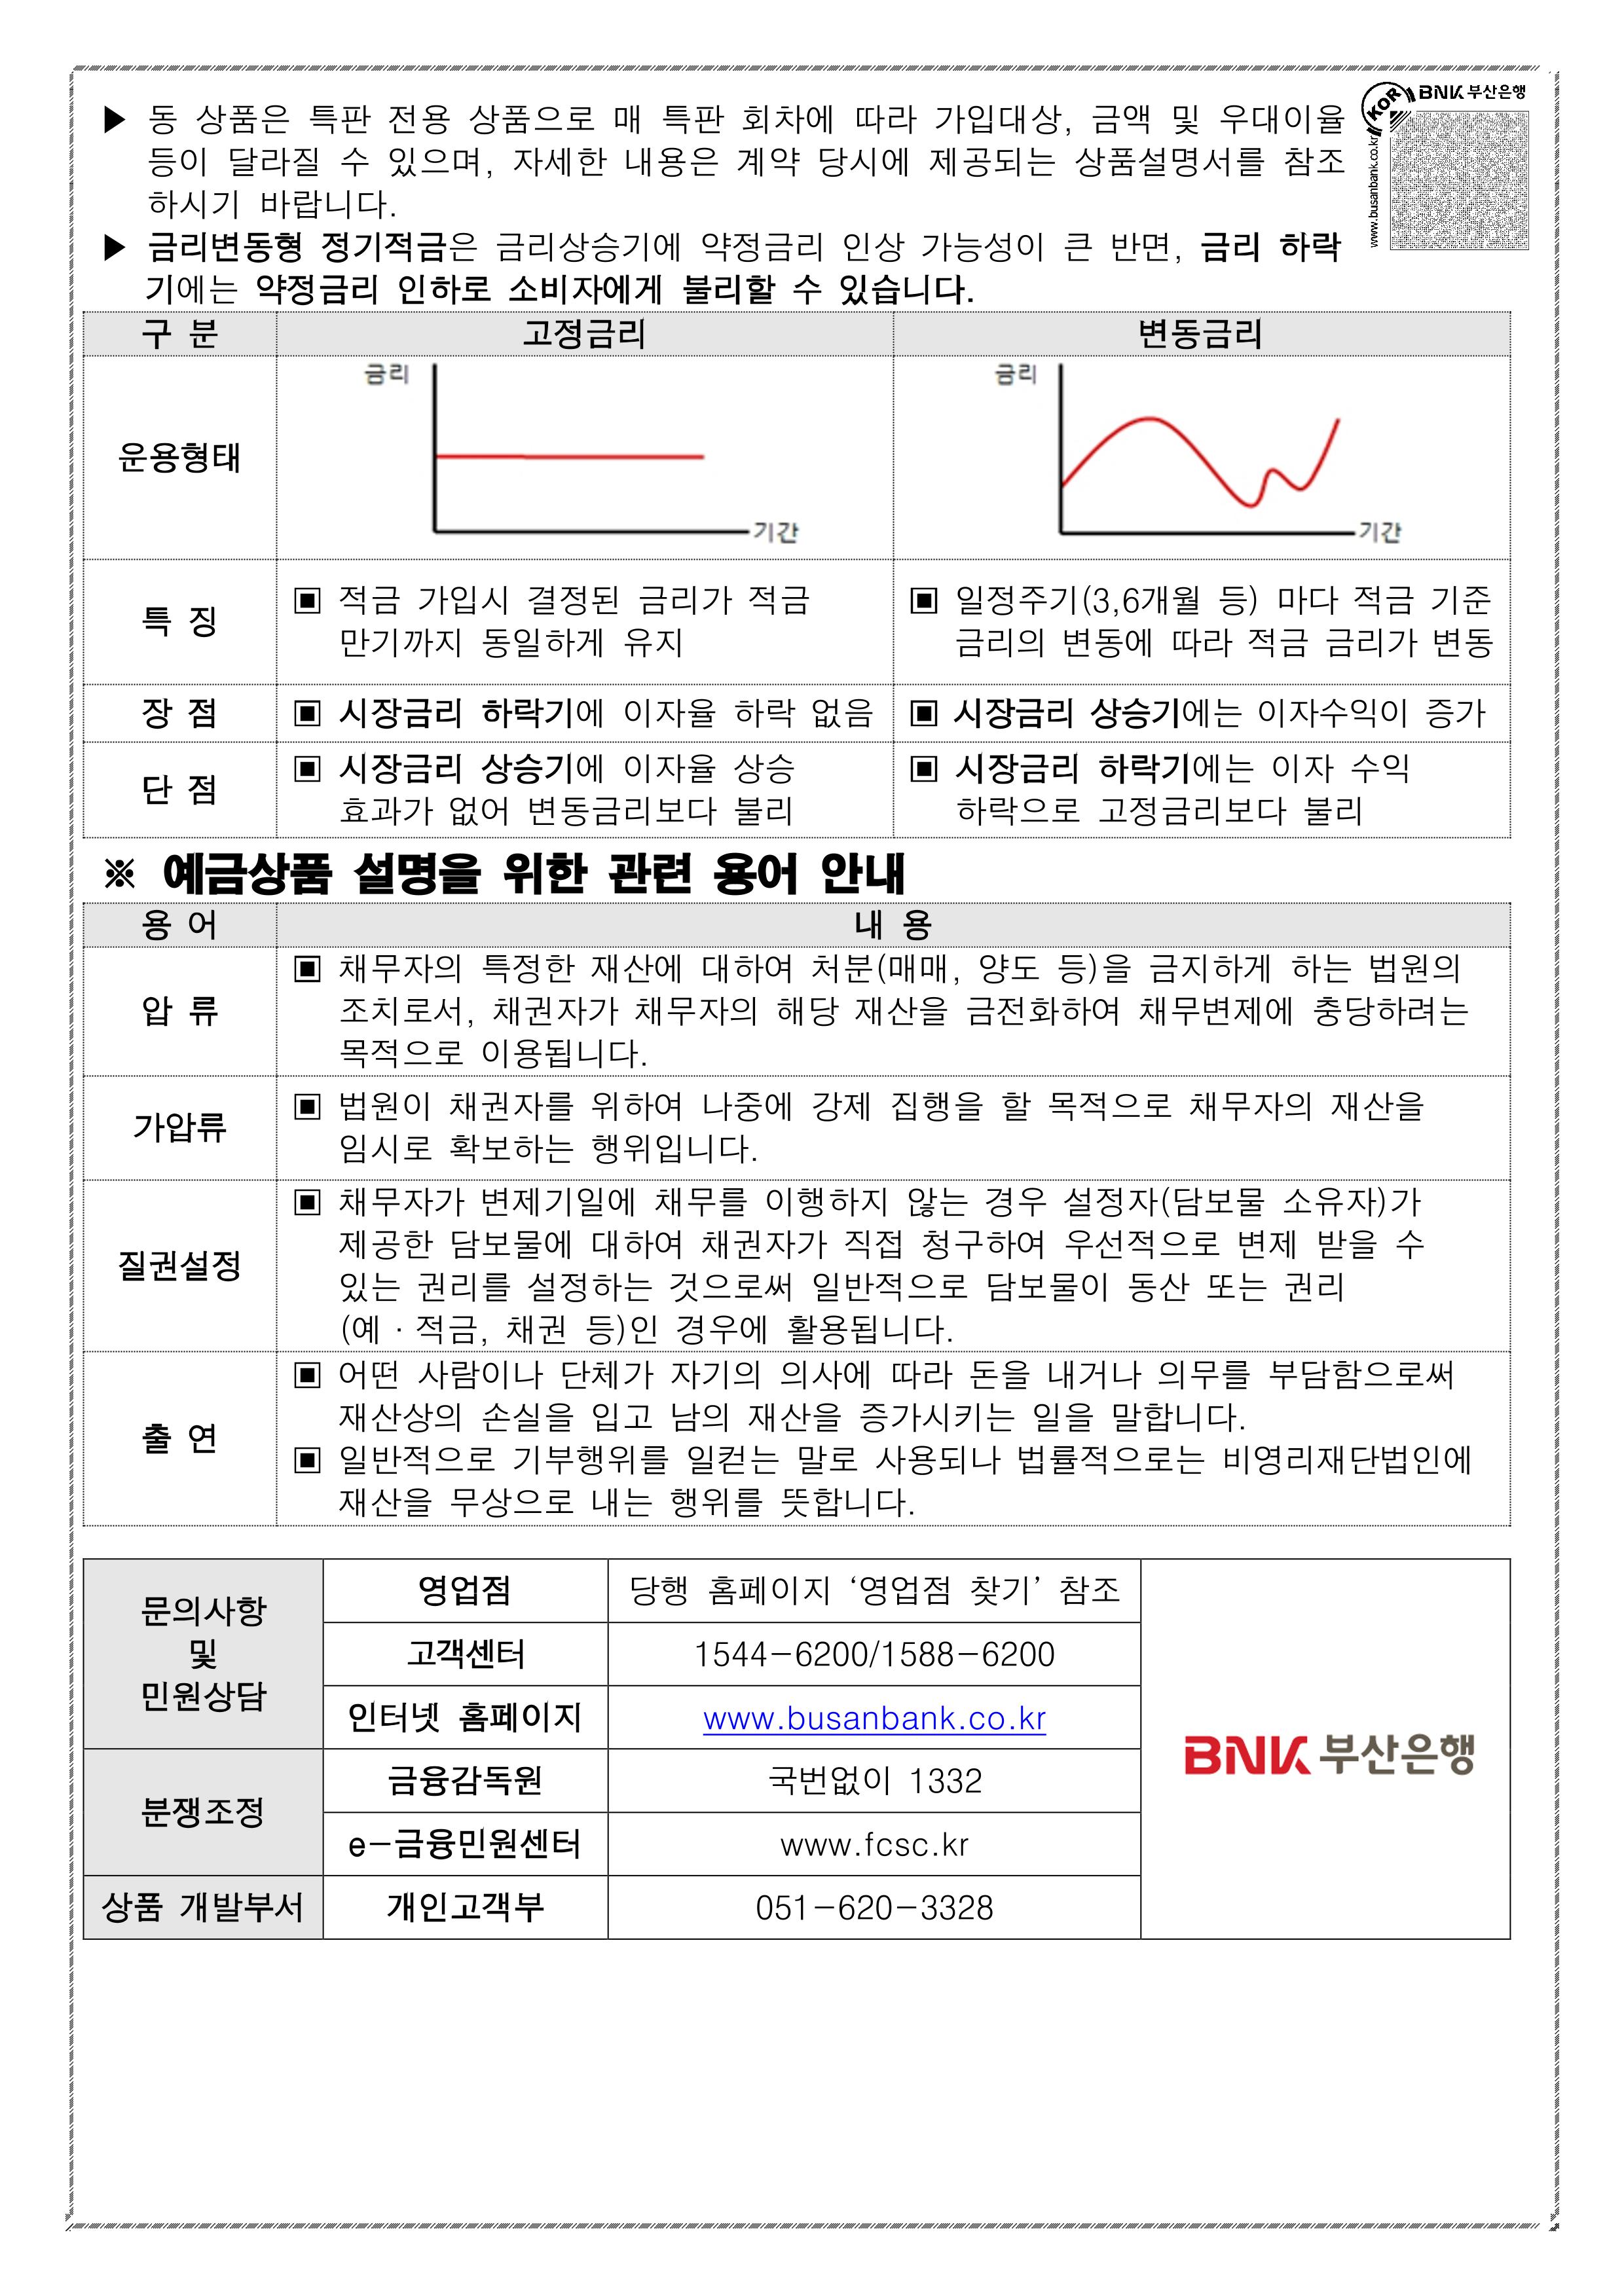 BNK 부산은행
KOR
www.busanbank.co.kr
▶ 동 상품은 특판 전용 상품으로 매 특판 회차에 따라 가입대상, 금액 및 우대이율
등이 달라질 수 있으며, 자세한 내용은 계약 당시에 제공되는 상품설명서를 참조
하시기 바랍니다.
▶ 금리변동형 정기적금은 금리상승기에 약정금리 인상 가능성이 큰 반면, 금리 하락
기에는 약정금리 인하로 소비자에게 불리할 수 있습니다.
구 분 고정금리 변동금리
운용형태
금리
기간
금리
기간
특 징
▣ 적금 가입시 결정된 금리가 적금
만기까지 동일하게 유지
▣ 일정주기(3,6개월 등) 마다 적금 기준
금리의 변동에 따라 적금 금리가 변동
장 점
▣ 시장금리 하락기에 이자율 하락 없음
▣ 시장금리 상승기에는 이자수익이 증가
단 점
▣ 시장금리 상승기에 이자율 상승
효과가 없어 변동금리보다 불리
▣ 시장금리 하락기에는 이자 수익
하락으로 고정금리보다 불리
※ 예금상품 설명을 위한 관련 용어 안내
용 어 내 용
압 류
▣ 채무자의 특정한 재산에 대하여 처분(매매, 양도 등)을 금지하게 하는 법원의
조치로서, 채권자가 채무자의 해당 재산을 금전화하여 채무변제에 충당하려는
목적으로 이용됩니다.
가압류
▣ 법원이 채권자를 위하여 나중에 강제 집행을 할 목적으로 채무자의 재산을
임시로 확보하는 행위입니다.
질권설정
▣ 채무자가 변제기일에 채무를 이행하지 않는 경우 설정자(담보물 소유자)가
제공한 담보물에 대하여 채권자가 직접 청구하여 우선적으로 변제 받을 수
있는 권리를 설정하는 것으로써 일반적으로 담보물이 동산 또는 권리
(예ㆍ적금, 채권 등)인 경우에 활용됩니다.
출 연
▣ 어떤 사람이나 단체가 자기의 의사에 따라 돈을 내거나 의무를 부담함으로써
재산상의 손실을 입고 남의 재산을 증가시키는 일을 말합니다.
▣ 일반적으로 기부행위를 일컫는 말로 사용되나 법률적으로는 비영리재단법인에
재산을 무상으로 내는 행위를 뜻합니다.
문의사항
및
민원상담
영업점 당행 홈페이지 ‘영업점 찾기’ 참조
고객센터 1544-6200/1588-6200
인터넷 홈페이지 www.busanbank.co.kr
분쟁조정
금융감독원 국번없이 1332
e-금융민원센터 www.fcsc.kr
상품 개발부서 개인고객부 051-620-3328
BNK 부산은행